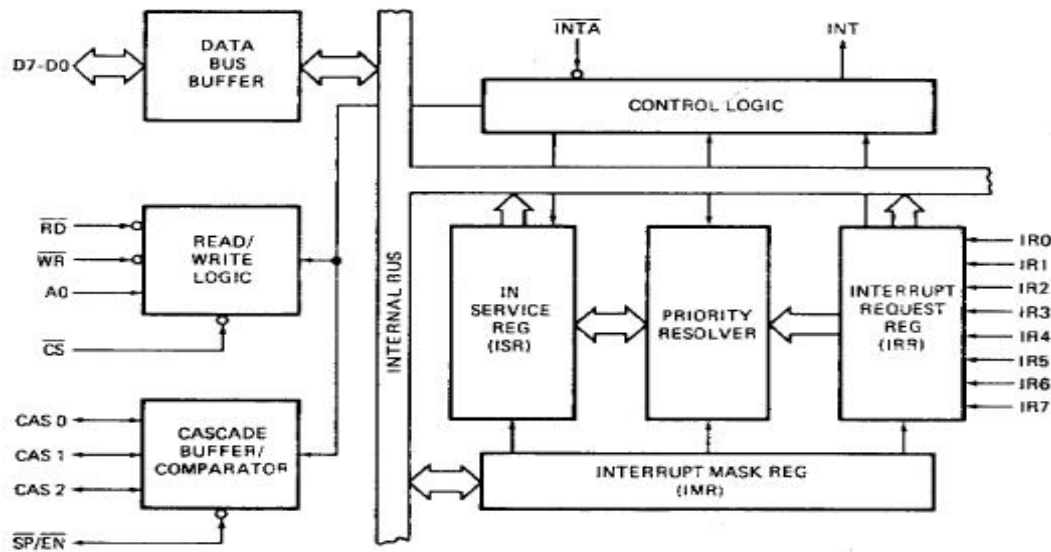 D7-D0
DATA
BUS
BUFFER
INTA
INT
CONTROL LOGIC
RD
WR
A0
CS
READ/
WRITE
LOGIC
INTERNAL BUS
IN
SERVICE
REG
(ISR)
PRIORITY
RESOLVER
INTERRUPT
REQUEST
REG
(IRR)
IR0
IR1
IR2
IR3
IR4
IR5
IR6
IR7
CAS 0
CAS 1
CAS 2
SP/EN
CASCADE
BUFFER/
COMPARATOR
INTERRUPT MASK REG
(IMR)